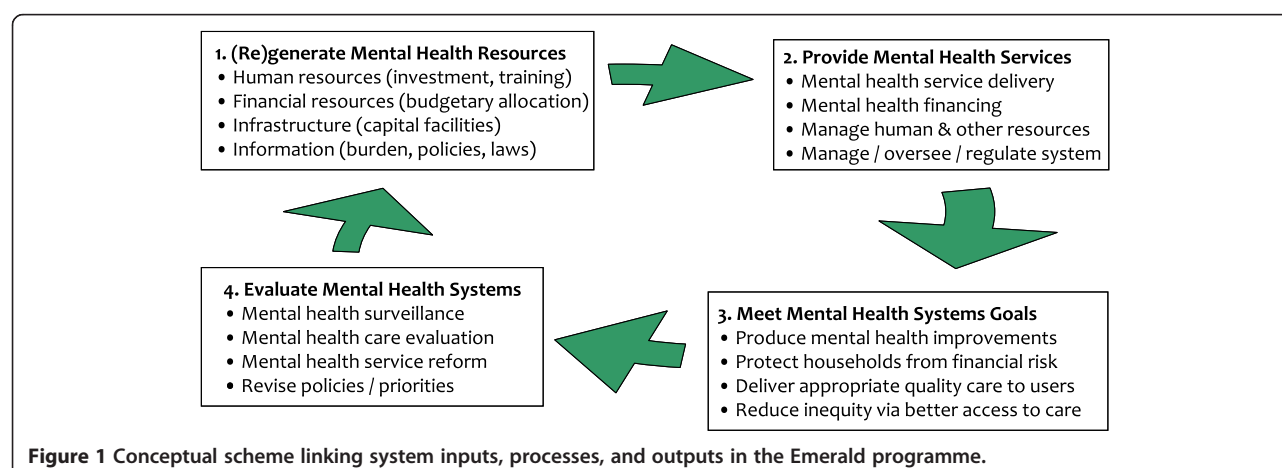 1. (Re)generate Mental Health Resources
• Human resources (investment, training)
• Financial resources (budgetary allocation)
• Infrastructure (capital facilities)
• Information (burden, policies, laws)
2. Provide Mental Health Services
• Mental health service delivery
• Mental health financing
• Manage human & other resources
• Manage / oversee / regulate system
3. Meet Mental Health Systems Goals
• Produce mental health improvements
• Protect households from financial risk
• Deliver appropriate quality care to users
• Reduce inequity via better access to care
4. Evaluate Mental Health Systems
• Mental health surveillance
• Mental health care evaluation
• Mental health service reform
• Revise policies / priorities
Figure 1 Conceptual scheme linking system inputs, processes, and outputs in the Emerald programme.